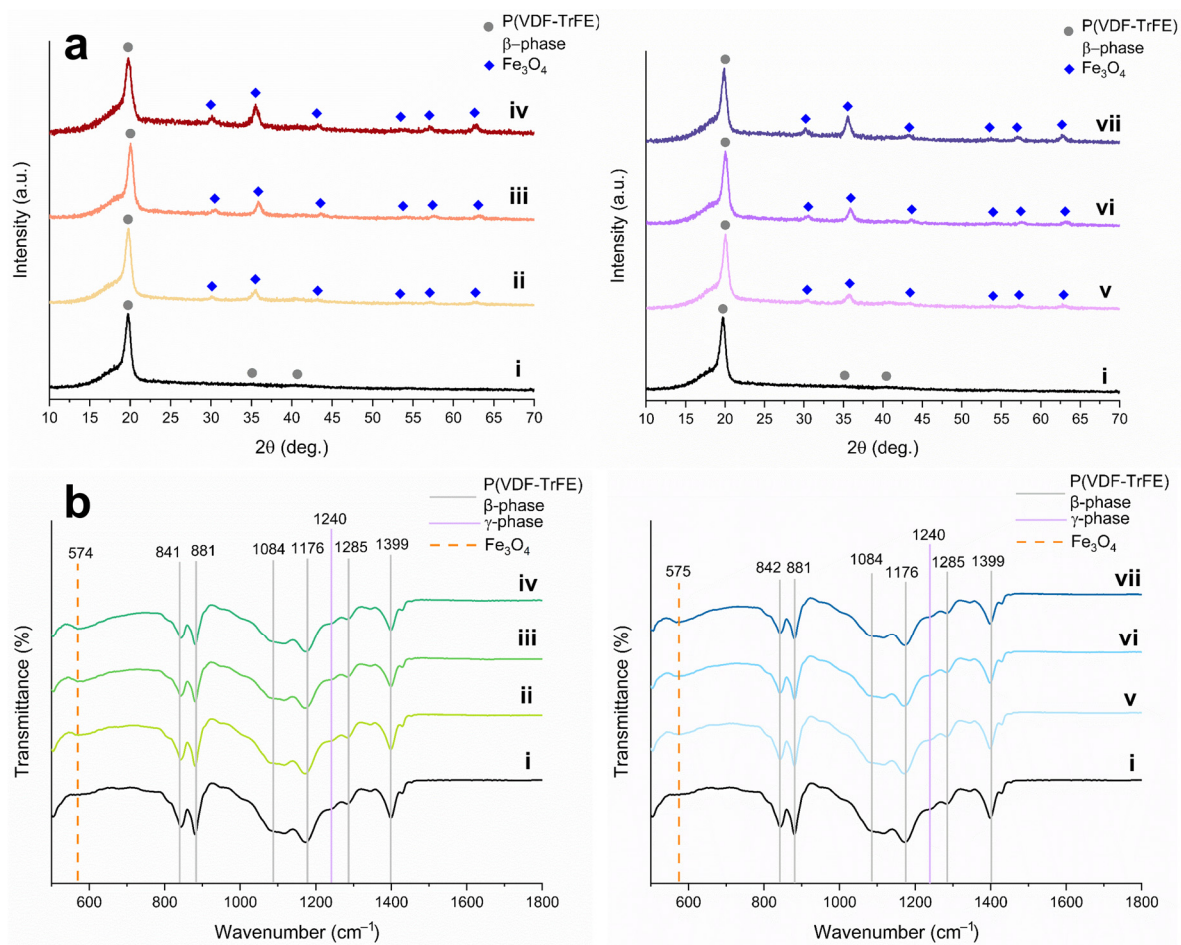 a
P(VDF-TrFE)
β–phase
Fe₃O₄
iv
iii
ii
i
Intensity (a.u.)
10 15 20 25 30 35 40 45 50 55 60 65 70
2θ (deg.)
P(VDF-TrFE)
β–phase
Fe₃O₄
vii
vi
v
i
Intensity (a.u.)
10 15 20 25 30 35 40 45 50 55 60 65 70
2θ (deg.)
b
P(VDF-TrFE)
β-phase
γ-phase
Fe₃O₄
574 841 881 1084 1176 1240 1285 1399
iv
iii
ii
i
Transmittance (%)
600 800 1000 1200 1400 1600 1800
Wavenumber (cm⁻¹)
P(VDF-TrFE)
β-phase
γ-phase
Fe₃O₄
575 842 881 1084 1176 1240 1285 1399
vii
vi
v
i
Transmittance (%)
600 800 1000 1200 1400 1600 1800
Wavenumber (cm⁻¹)